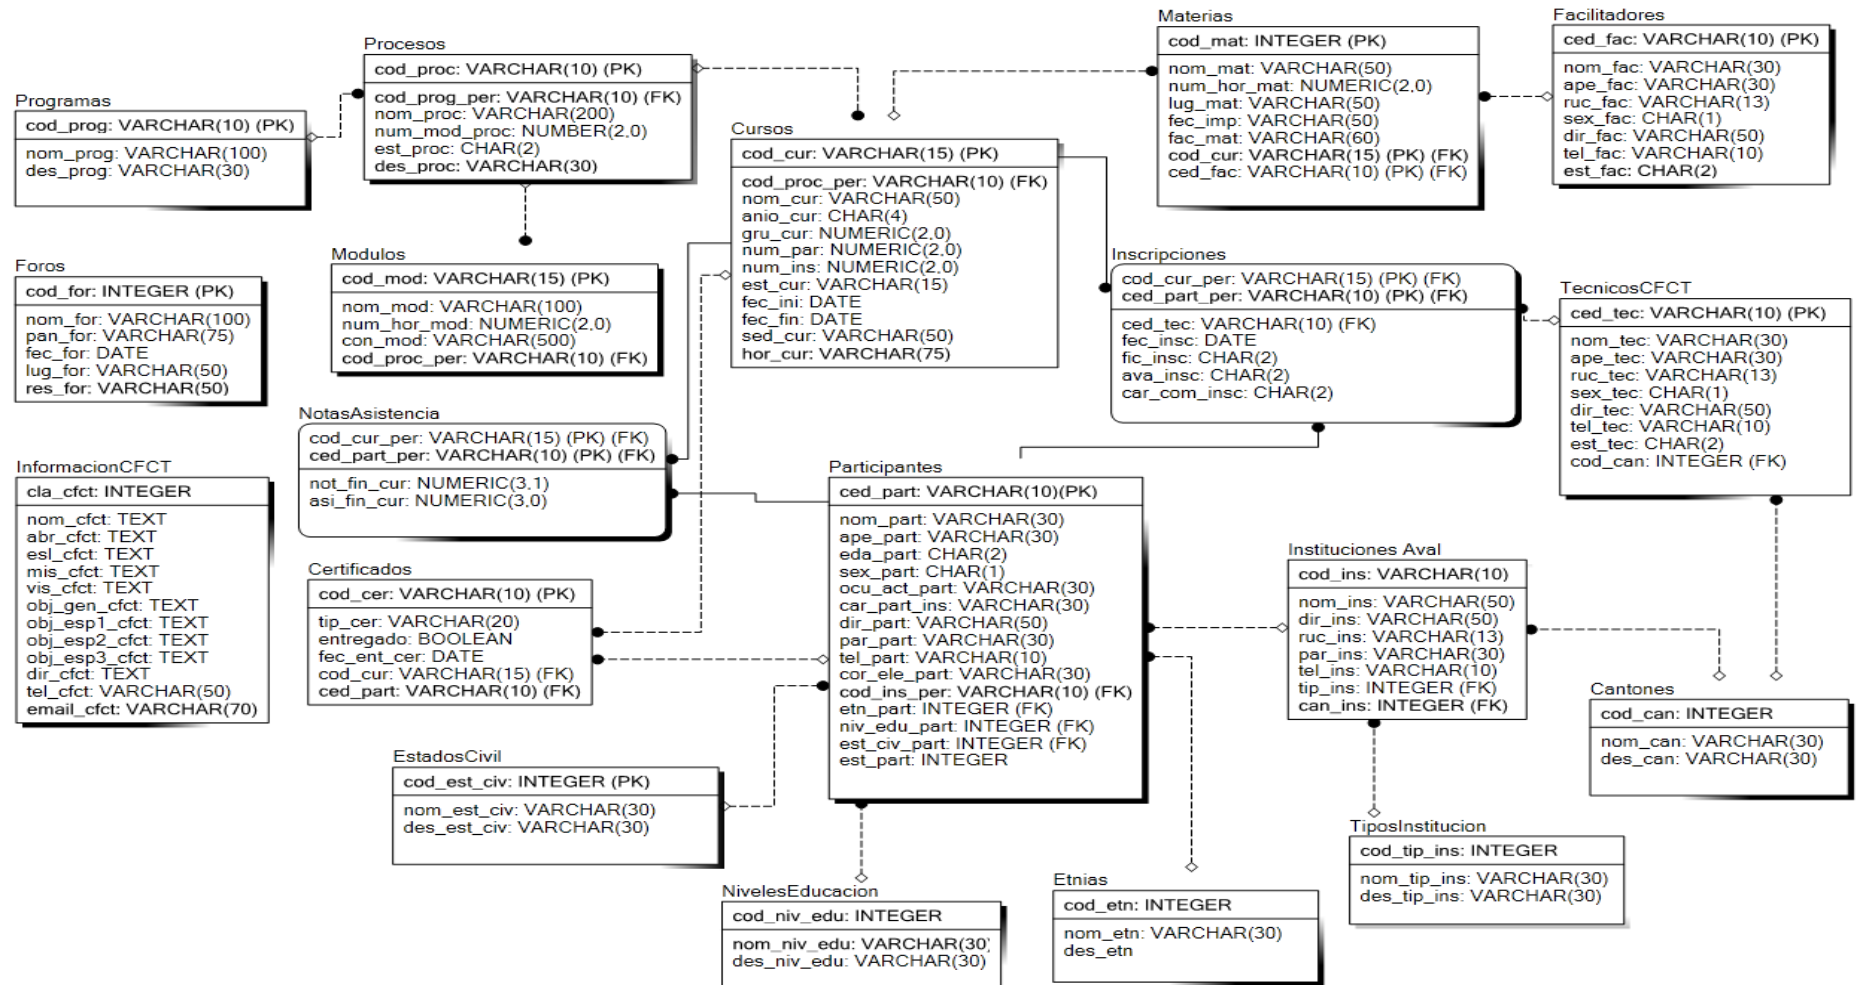 Programas
cod_prog: VARCHAR(10) (PK)
nom_prog: VARCHAR(100)
des_prog: VARCHAR(30)
Procesos
cod_proc: VARCHAR(10) (PK)
cod_prog_per: VARCHAR(10) (FK)
nom_proc: VARCHAR(200)
num_mod_proc: NUMBER(2,0)
est_proc: CHAR(2)
des_proc: VARCHAR(30)
Materias
cod_mat: INTEGER (PK)
nom_mat: VARCHAR(50)
num_hor_mat: NUMERIC(2,0)
lug_mat: VARCHAR(50)
fec_imp: VARCHAR(50)
fac_mat: VARCHAR(60)
cod_cur: VARCHAR(15) (PK) (FK)
ced_fac: VARCHAR(10) (PK) (FK)
Facilitadores
ced_fac: VARCHAR(10) (PK)
nom_fac: VARCHAR(30)
ape_fac: VARCHAR(30)
ruc_fac: VARCHAR(13)
sex_fac: CHAR(1)
dir_fac: VARCHAR(50)
tel_fac: VARCHAR(10)
est_fac: CHAR(2)
Cursos
cod_cur: VARCHAR(15) (PK)
cod_proc_per: VARCHAR(10) (FK)
nom_cur: VARCHAR(50)
anio_cur: CHAR(4)
gru_cur: NUMERIC(2,0)
num_par: NUMERIC(2,0)
num_ins: NUMERIC(2,0)
est_cur: VARCHAR(15)
fec_ini: DATE
fec_fin: DATE
sed_cur: VARCHAR(50)
hor_cur: VARCHAR(75)
Foros
cod_for: INTEGER (PK)
nom_for: VARCHAR(100)
pan_for: VARCHAR(75)
fec_for: DATE
lug_for: VARCHAR(50)
res_for: VARCHAR(50)
Modulos
cod_mod: VARCHAR(15) (PK)
nom_mod: VARCHAR(100)
num_hor_mod: NUMERIC(2,0)
con_mod: VARCHAR(500)
cod_proc_per: VARCHAR(10) (FK)
Inscripciones
cod_cur_per: VARCHAR(15) (PK) (FK)
ced_part_per: VARCHAR(10) (PK) (FK)
ced_tec: VARCHAR(10) (FK)
fec_insc: DATE
fic_insc: CHAR(2)
ava_insc: CHAR(2)
car_com_insc: CHAR(2)
TecnicosCFCT
ced_tec: VARCHAR(10) (PK)
nom_tec: VARCHAR(30)
ape_tec: VARCHAR(30)
ruc_tec: VARCHAR(13)
sex_tec: CHAR(1)
dir_tec: VARCHAR(50)
tel_tec: VARCHAR(10)
est_tec: CHAR(2)
cod_can: INTEGER (FK)
NotasAsistencia
cod_cur_per: VARCHAR(15) (PK) (FK)
ced_part_per: VARCHAR(10) (PK) (FK)
not_fin_cur: NUMERIC(3,1)
asi_fin_cur: NUMERIC(3,0)
InformacionCFCT
cla_cfct: INTEGER
nom_cfct: TEXT
abr_cfct: TEXT
esl_cfct: TEXT
mis_cfct: TEXT
vis_cfct: TEXT
obj_gen_cfct: TEXT
obj_esp1_cfct: TEXT
obj_esp2_cfct: TEXT
obj_esp3_cfct: TEXT
dir_cfct: TEXT
tel_cfct: VARCHAR(50)
email_cfct: VARCHAR(70)
Participantes
ced_part: VARCHAR(10)(PK)
nom_part: VARCHAR(30)
ape_part: VARCHAR(30)
eda_part: CHAR(2)
sex_part: CHAR(1)
ocu_act_part: VARCHAR(30)
car_part_ins: VARCHAR(30)
dir_part: VARCHAR(50)
par_part: VARCHAR(30)
tel_part: VARCHAR(10)
cor_ele_part: VARCHAR(30)
cod_ins_per: VARCHAR(10) (FK)
etn_part: INTEGER (FK)
niv_edu_part: INTEGER (FK)
est_civ_part: INTEGER (FK)
est_part: INTEGER
Certificados
cod_cer: VARCHAR(10) (PK)
tip_cer: VARCHAR(20)
entregado: BOOLEAN
fec_ent_cer: DATE
cod_cur: VARCHAR(15) (FK)
ced_part: VARCHAR(10) (FK)
Instituciones Aval
cod_ins: VARCHAR(10)
nom_ins: VARCHAR(50)
dir_ins: VARCHAR(50)
ruc_ins: VARCHAR(13)
par_ins: VARCHAR(30)
tel_ins: VARCHAR(10)
tip_ins: INTEGER (FK)
can_ins: INTEGER (FK)
Cantones
cod_can: INTEGER
nom_can: VARCHAR(30)
des_can: VARCHAR(30)
EstadosCivil
cod_est_civ: INTEGER (PK)
nom_est_civ: VARCHAR(30)
des_est_civ: VARCHAR(30)
TiposInstitucion
cod_tip_ins: INTEGER
nom_tip_ins: VARCHAR(30)
des_tip_ins: VARCHAR(30)
NivelesEducacion
cod_niv_edu: INTEGER
nom_niv_edu: VARCHAR(30)
des_niv_edu: VARCHAR(30)
Etnias
cod_etn: INTEGER
nom_etn: VARCHAR(30)
des_etn